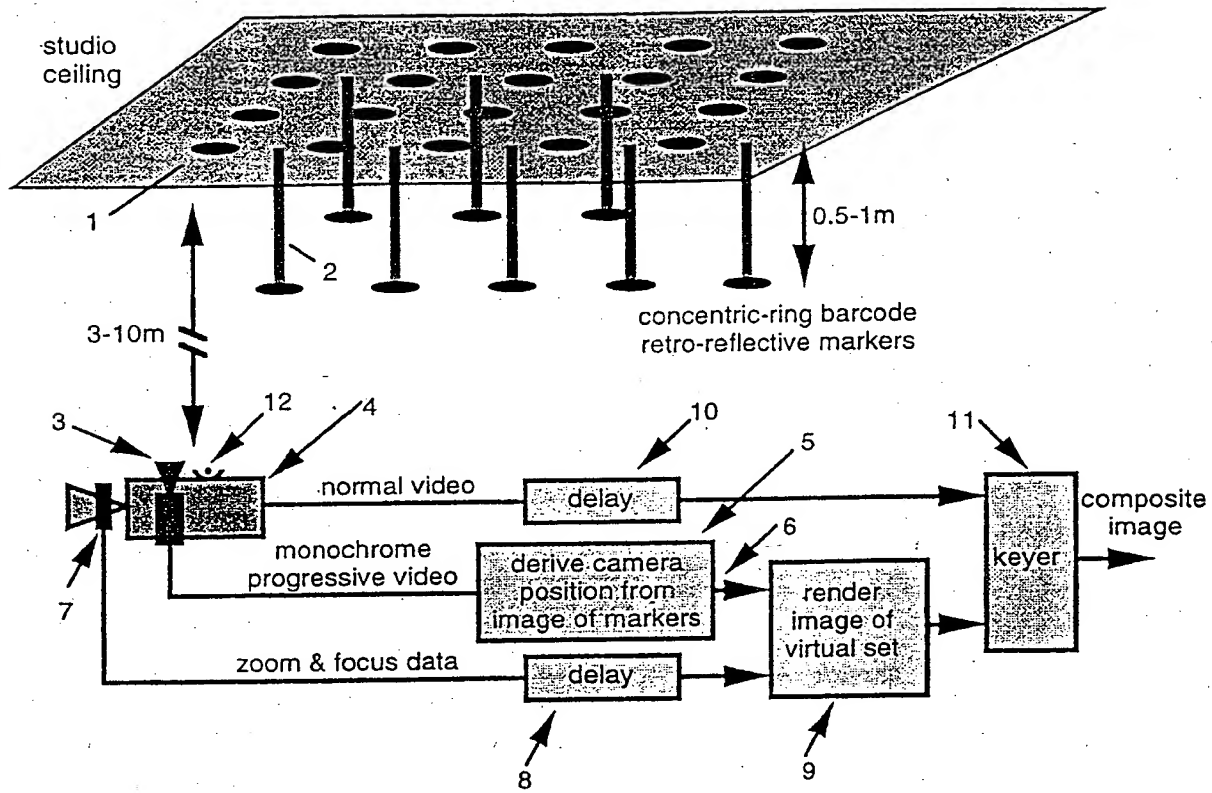 studio
ceiling
1
2
0.5-1m
concentric-ring barcode
retro-reflective markers
3-10m
3
12
4
10
5
11
normal video
delay
composite
image
monochrome
progressive video
derive camera
position from
image of markers
6
render
image of
virtual set
keyer
7
zoom & focus data
delay
8
9